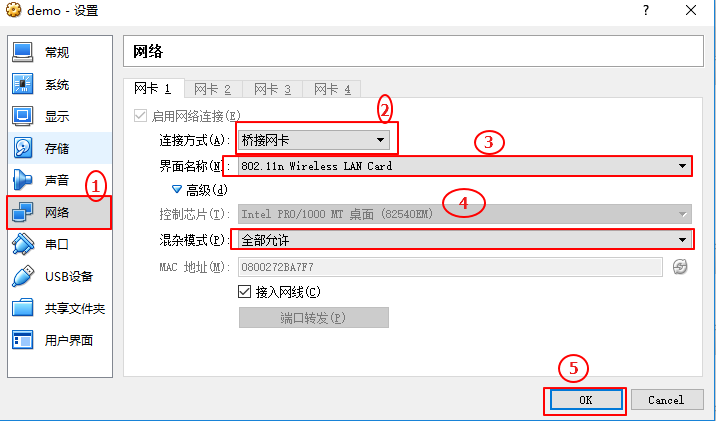 demo - 设置
常规
系统
显示
存储
声音
网络
串口
USB设备
共享文件夹
用户界面
网络
网卡 1 网卡 2 网卡 3 网卡 4
启用网络连接(E)
②
连接方式(A): 桥接网卡
③
界面名称(N): 802.11n Wireless LAN Card
①
高级(d)
④
控制芯片(T): Intel PRO/1000 MT 桌面 (82540EM)
混杂模式(P): 全部允许
MAC 地址(M): 0800272BA7F7
接入网线(C)
端口转发(P)
⑤
OK Cancel